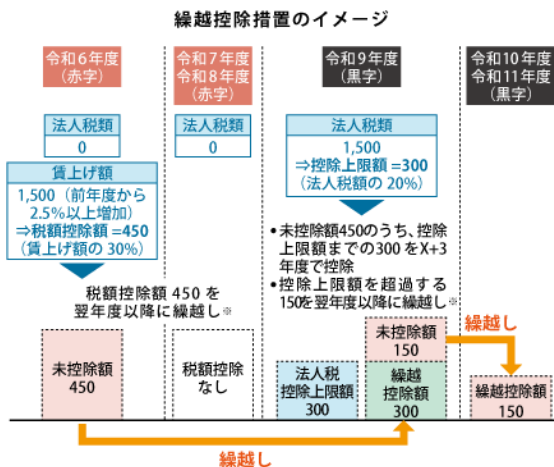 繰越控除措置のイメージ
令和6年度
(赤字)
令和7年度
令和8年度
(赤字)
令和9年度
(黒字)
令和10年度
令和11年度
(黒字)
法人税類
0
賃上げ額
1,500(前年度から
2.5%以上増加)
⇒税額控除額=450
(賃上げ額の30%)
法人税類
0
法人税類
1,500
⇒控除上限額=300
(法人税額の20%)
•未控除額450のうち、控除
上限額までの300をX+3
年度で控除
•控除上限額を超過する
150を翌年度以降に繰越し※
税額控除額450を
翌年度以降に繰越し※
未控除額
450
税額控除
なし
法人税
控除上限額
300
未控除額
150
繰越
控除額
300
繰越し
繰越控除額
150
繰越し